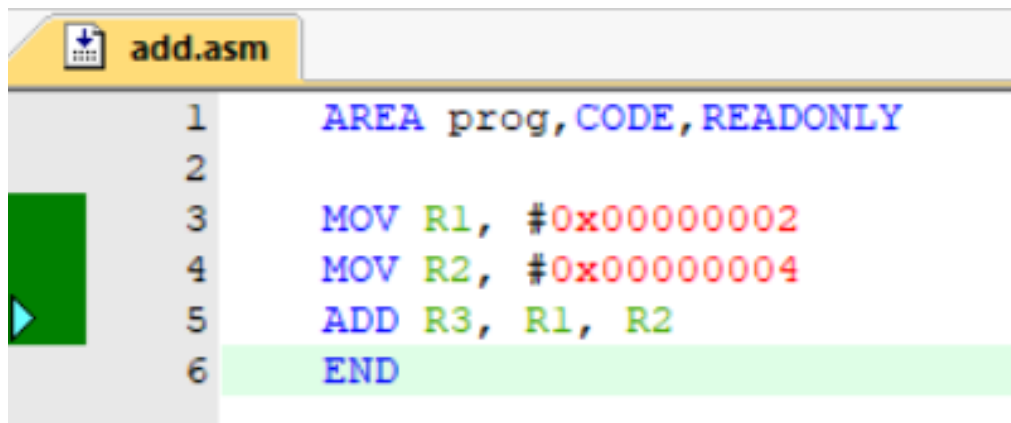 add.asm
1 AREA prog,CODE,READONLY
2
3 MOV R1, #0x00000002
4 MOV R2, #0x00000004
5 ADD R3, R1, R2
6 END